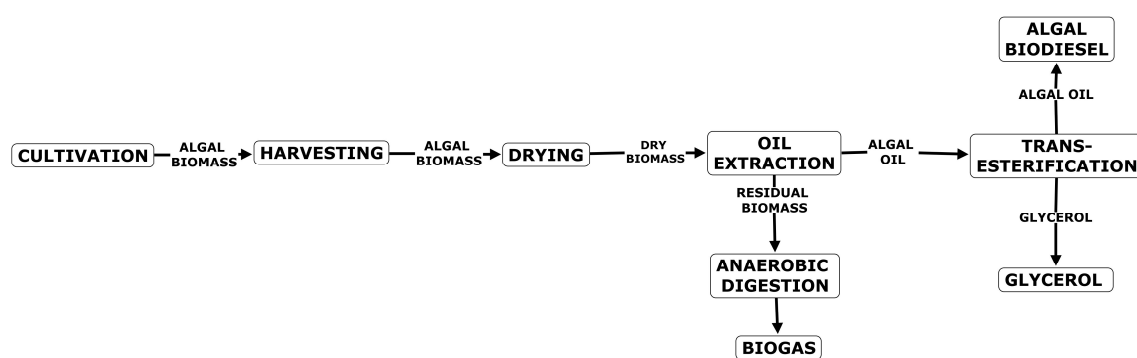 ALGAL
BIODIESEL
ALGAL OIL
CULTIVATION
ALGAL
BIOMASS
HARVESTING
ALGAL
BIOMASS
DRYING
DRY
BIOMASS
OIL
EXTRACTION
ALGAL
OIL
TRANS-
ESTERIFICATION
RESIDUAL
BIOMASS
GLYCEROL
ANAEROBIC
DIGESTION
GLYCEROL
BIOGAS